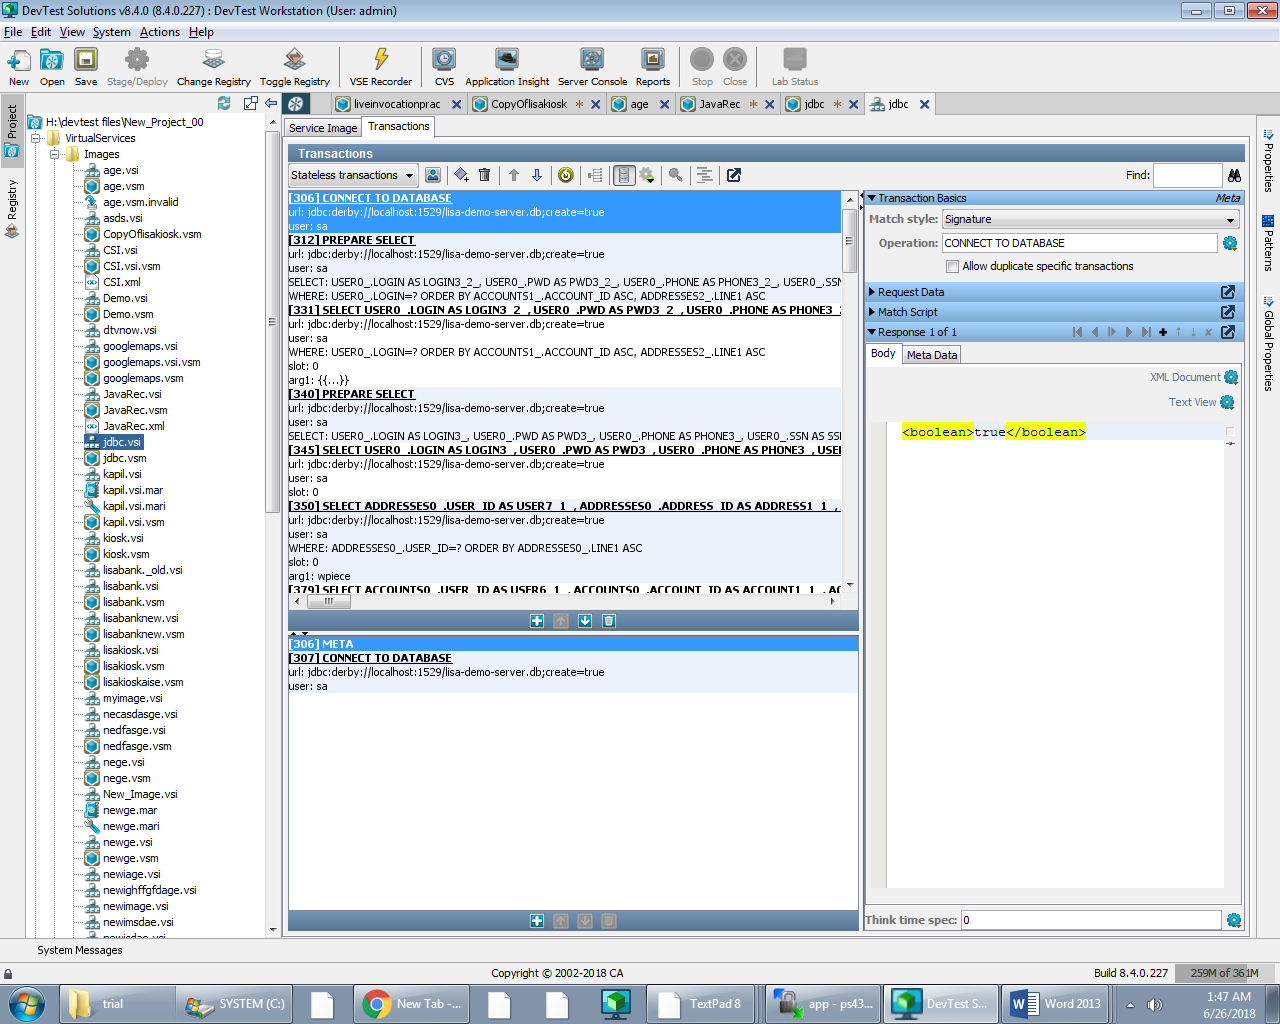 DevTest Solutions v8.4.0 (8.4.0.227) : DevTest Workstation (User: admin)
File Edit View System Actions Help
New Open Save Stage/Deploy Change Registry Toggle Registry VSE Recorder CVS Application Insight Server Console Reports Stop Close Lab Status
liveinvocationprac CopyOflisakiosk age JavaRec jdbc jdbc
Project
Registry
H:\devtest files\New_Project_00
VirtualServices
Images
age.vsi
age.vsm
age.vsm.invalid
asds.vsi
CopyOflisakiosk.vsm
CSI.vsi
CSI.vsi.vsm
CSI.xml
Demo.vsi
Demo.vsm
dtvnow.vsi
googlemaps.vsi
googlemaps.vsi.vsm
googlemaps.vsm
JavaRec.vsi
JavaRec.vsm
JavaRec.xml
jdbc.vsi
jdbc.vsm
kapil.vsi
kapil.vsi.mar
kapil.vsi.mari
kapil.vsi.vsm
kiosk.vsi
kiosk.vsm
lisabank._old.vsi
lisabank.vsi
lisabank.vsm
lisabanknew.vsi
lisabanknew.vsm
lisakiosk.vsi
lisakiosk.vsm
lisakioskaise.vsm
myimage.vsi
necasdasge.vsi
nedfasge.vsi
nedfasge.vsm
nege.vsi
nege.vsm
New_Image.vsi
newge.mar
newge.mari
newge.vsi
newge.vsm
newiage.vsi
newighffgfdage.vsi
newimage.vsi
newimsdae.vsi
Service Image Transactions
Transactions
Stateless transactions
Find:
[306] CONNECT TO DATABASE
url: jdbc:derby://localhost:1529/lisa-demo-server.db;create=true
user: sa
[312] PREPARE SELECT
url: jdbc:derby://localhost:1529/lisa-demo-server.db;create=true
user: sa
SELECT: USER0_.LOGIN AS LOGIN3_2_, USER0_.PWD AS PWD3_2_, USER0_.PHONE AS PHONE3_2_, USER0_.SSN
WHERE: USER0_.LOGIN=? ORDER BY ACCOUNTS1_.ACCOUNT_ID ASC, ADDRESSES2_.LINE1 ASC
[331] SELECT USER0_.LOGIN AS LOGIN3_2_, USER0_.PWD AS PWD3_2_, USER0_.PHONE AS PHONE3_2
url: jdbc:derby://localhost:1529/lisa-demo-server.db;create=true
user: sa
WHERE: USER0_.LOGIN=? ORDER BY ACCOUNTS1_.ACCOUNT_ID ASC, ADDRESSES2_.LINE1 ASC
slot: 0
arg1: {{...}}
[340] PREPARE SELECT
url: jdbc:derby://localhost:1529/lisa-demo-server.db;create=true
user: sa
SELECT: USER0_.LOGIN AS LOGIN3_, USER0_.PWD AS PWD3_, USER0_.PHONE AS PHONE3_, USER0_.SSN AS SSN
[345] SELECT USER0_.LOGIN AS LOGIN3_, USER0_.PWD AS PWD3_, USER0_.PHONE AS PHONE3_, USER
url: jdbc:derby://localhost:1529/lisa-demo-server.db;create=true
user: sa
slot: 0
[350] SELECT ADDRESSES0_.USER_ID AS USER7_1_, ADDRESSES0_.ADDRESS_ID AS ADDRESS1_1_,
url: jdbc:derby://localhost:1529/lisa-demo-server.db;create=true
user: sa
WHERE: ADDRESSES0_.USER_ID=? ORDER BY ADDRESSES0_.LINE1 ASC
slot: 0
arg1: wpiece
[379] SELECT ACCOUNTS0_.USER_ID AS USER6_1_, ACCOUNTS0_.ACCOUNT_ID AS ACCOUNT1_1_, AC
[306] META
[307] CONNECT TO DATABASE
url: jdbc:derby://localhost:1529/lisa-demo-server.db;create=true
user: sa
Transaction Basics Meta
Match style: Signature
Operation: CONNECT TO DATABASE
Allow duplicate specific transactions
Request Data
Match Script
Response 1 of 1
Body Meta Data
XML Document
Text View
<boolean>true</boolean>
Think time spec: 0
Properties
Patterns
Global Properties
System Messages
Copyright © 2002-2018 CA
Build 8.4.0.227 259M of 361M
trial SYSTEM (C:) New Tab -... TextPad 8 app - ps43... DevTest S... Word 2013
1:47 AM
6/26/2018